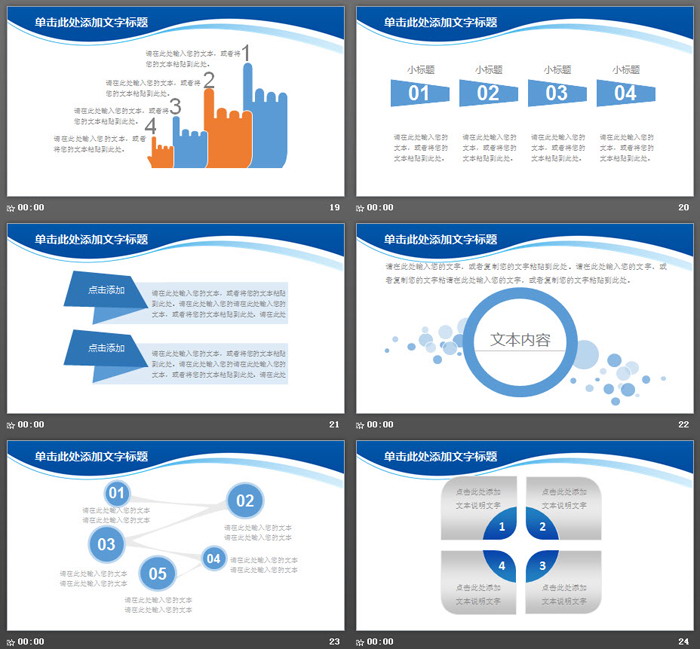 单击此处添加文字标题
请在此处输入您的文本，或者将
您的文本粘贴到此处。
1
请在此处输入您的文本，或者将
您的文本粘贴到此处。
2
请在此处输入您的文本，或者将
您的文本粘贴到此处。
3
请在此处输入您的文本，或者
将您的文本粘贴到此处。
4
00:00
19
单击此处添加文字标题
小标题
小标题
小标题
小标题
01
02
03
04
请在此处输入您的
文本，或者将您的
文本粘贴到此处。
请在此处输入您的
文本，或者将您的
文本粘贴到此处。
请在此处输入您的
文本，或者将您的
文本粘贴到此处。
请在此处输入您的
文本，或者将您的
文本粘贴到此处。
00:00
20
单击此处添加文字标题
点击添加
请在此处输入您的文本，或者将您的文本粘贴
到此处。请在此处输入您的请在此处输入您的
文本，或者将您的文本粘贴到此处。请在此处
点击添加
请在此处输入您的文本，或者将您的文本粘贴
到此处。请在此处输入您的请在此处输入您的
文本，或者将您的文本粘贴到此处。请在此处
00:00
21
单击此处添加文字标题
请在此处输入您的文字，或者复制您的文字粘贴到此处。请在此处输入您的文字，或
或者复制您的文字粘请在此处输入您的文字，或者复制您的文字粘贴到此处。
文本内容
00:00
22
单击此处添加文字标题
01
请在此处输入您的文本
请在此处输入您的文本
02
请在此处输入您的文本
请在此处输入您的文本
03
请在此处输入您的文本
请在此处输入您的文本
04
请在此处输入您的文本
请在此处输入您的文本
05
请在此处输入您的文本
请在此处输入您的文本
00:00
23
单击此处添加文字标题
点击此处添加
文本说明文字
1
点击此处添加
文本说明文字
2
4
点击此处添加
文本说明文字
3
点击此处添加
文本说明文字
00:00
24